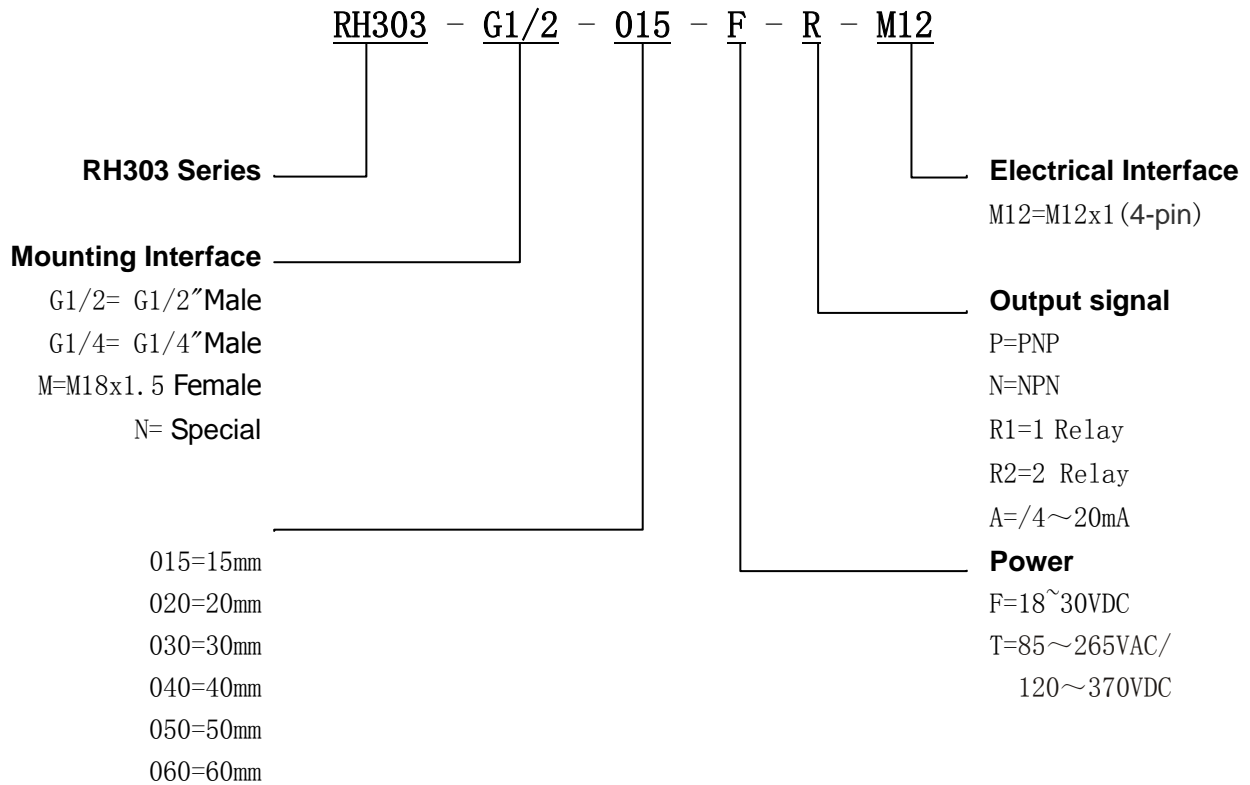 RH303 - G1/2 - 015 - F - R - M12
RH303 Series
Mounting Interface
G1/2= G1/2″Male
G1/4= G1/4″Male
M=M18x1.5 Female
N= Special
015=15mm
020=20mm
030=30mm
040=40mm
050=50mm
060=60mm
Electrical Interface
M12=M12x1(4-pin)
Output signal
P=PNP
N=NPN
R1=1 Relay
R2=2 Relay
A=/4～20mA
Power
F=18~30VDC
T=85～265VAC/
120～370VDC